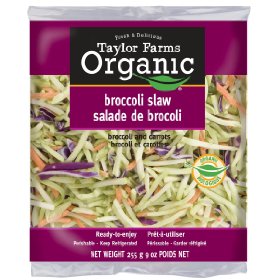 Fresh & Delicious
Taylor Farms
Organic
broccoli slaw
salade de brocoli
broccoli and carrots
brocoli et carottes
ORGANIC
BIOLOGIQUE
Ready-to-enjoy Prêt-à-utiliser
Perishable - Keep Refrigerated Périssable - Garder réfrigéré
NET WEIGHT 255 g 9 oz POIDS NET